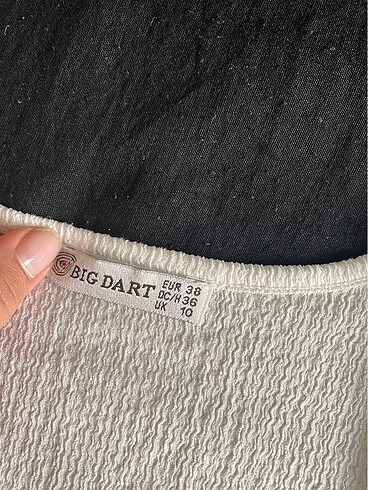 BIG DART
EUR 38
DC/H 36
UK 10